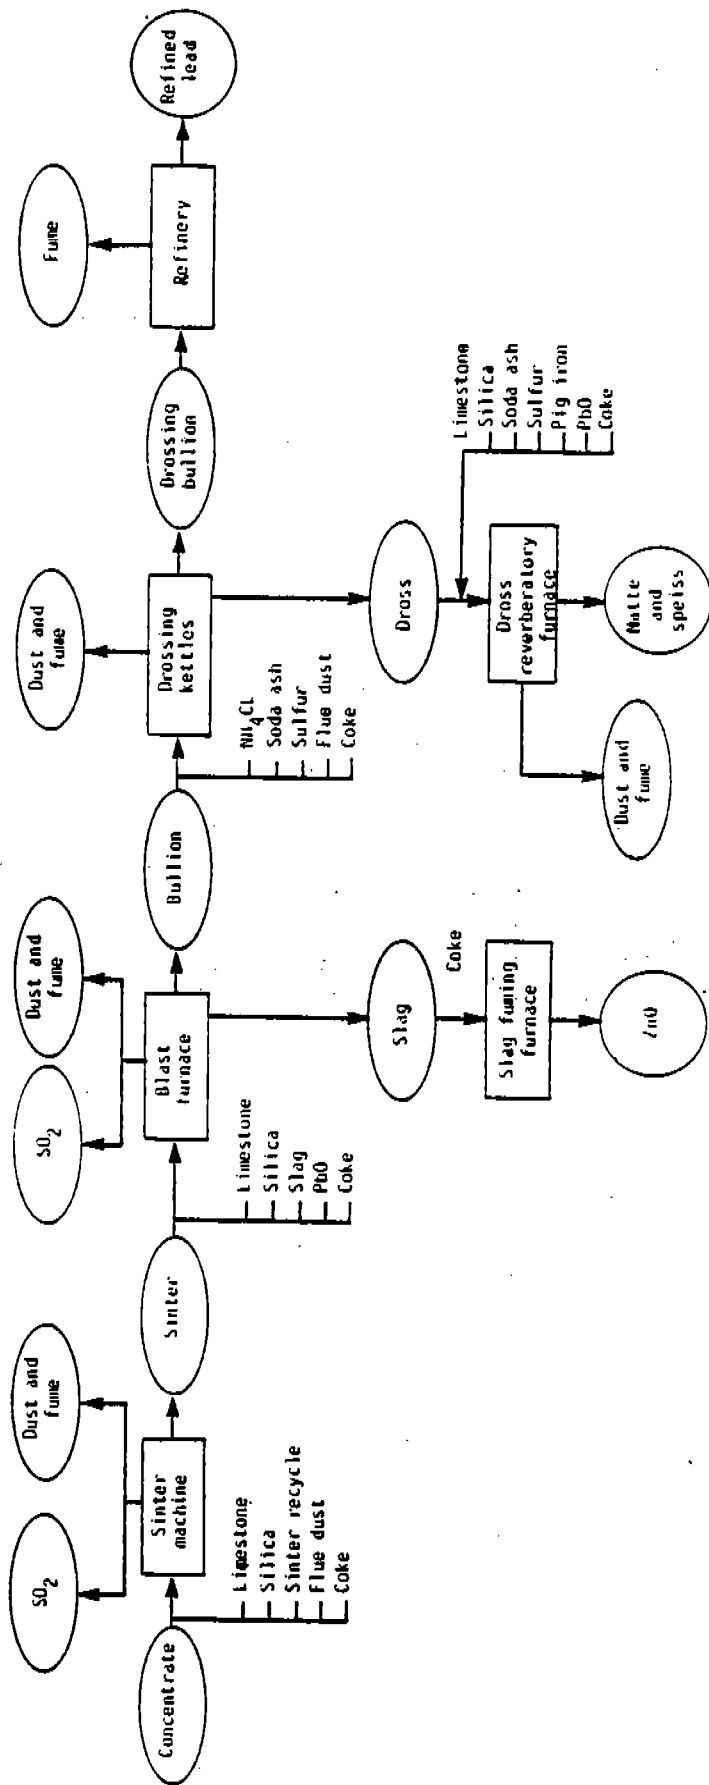 SO2
Dust and
fume
Concentrate
Sinter
machine
Limestone
Silica
Sinter recycle
Flue dust
Coke
Sinter
SO2
Dust and
fume
Blast
furnace
Limestone
Silica
Slag
PbO
Coke
Slag
Coke
Slag fuming
furnace
ZnO
Bullion
Dust and
fume
Drossing
kettles
NH4Cl
Soda ash
Sulfur
Flue dust
Coke
Dross
Limestone
Silica
Soda ash
Sulfur
Pig iron
PbO
Coke
Dross
reverberatory
furnace
Dust and
fume
Matte
and
speiss
Drossing
bullion
Fume
Refinery
Refined
lead